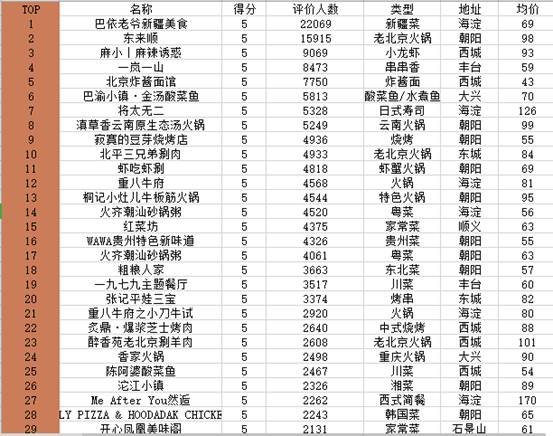 TOP 名称 得分 评价人数 类型 地址 均价
1 巴依老爷新疆美食 5 22069 新疆菜 海淀 69
2 东来顺 5 15915 老北京火锅 朝阳 98
3 麻小丨麻辣诱惑 5 9069 小龙虾 西城 93
4 一岚一山 5 8473 串串香 丰台 59
5 北京炸酱面馆 5 7750 炸酱面 西城 43
6 巴渝小镇·金汤酸菜鱼 5 5813 酸菜鱼/水煮鱼 大兴 70
7 将太无二 5 5328 日式寿司 海淀 126
8 滇草香云南原生态汤火锅 5 5249 云南火锅 朝阳 99
9 寂寞的豆芽烧烤店 5 4936 烧烤 朝阳 55
10 北平三兄弟涮肉 5 4933 老北京火锅 东城 84
11 虾吃虾涮 5 4818 虾蟹火锅 朝阳 69
12 重八牛府 5 4568 火锅 海淀 81
13 桐记小灶儿牛板筋火锅 5 4544 特色火锅 朝阳 95
14 火齐潮汕砂锅粥 5 4520 粤菜 海淀 56
15 红菜坊 5 4375 家常菜 顺义 63
16 WAWA贵州特色新味道 5 4326 贵州菜 朝阳 55
17 火齐潮汕砂锅粥 5 4061 粤菜 朝阳 63
18 粗粮人家 5 3663 东北菜 朝阳 57
19 一九七九主题餐厅 5 3517 川菜 丰台 60
20 张记平娃三宝 5 3374 烤串 东城 82
21 重八牛府之小刀牛试 5 2920 火锅 海淀 80
22 炙鼎·爆浆芝士烤肉 5 2640 中式烧烤 西城 88
23 醉香苑老北京涮羊肉 5 2608 老北京火锅 西城 101
24 香家火锅 5 2498 重庆火锅 大兴 90
25 陈阿婆酸菜鱼 5 2467 川菜 西城 54
26 沱江小镇 5 2326 湘菜 朝阳 89
27 Me After You然逅 5 2262 西式简餐 海淀 170
28 LY PIZZA & HOODADAK CHICKE 5 2243 韩国菜 朝阳 65
29 开心凤凰美味阁 5 2131 家常菜 石景山 61